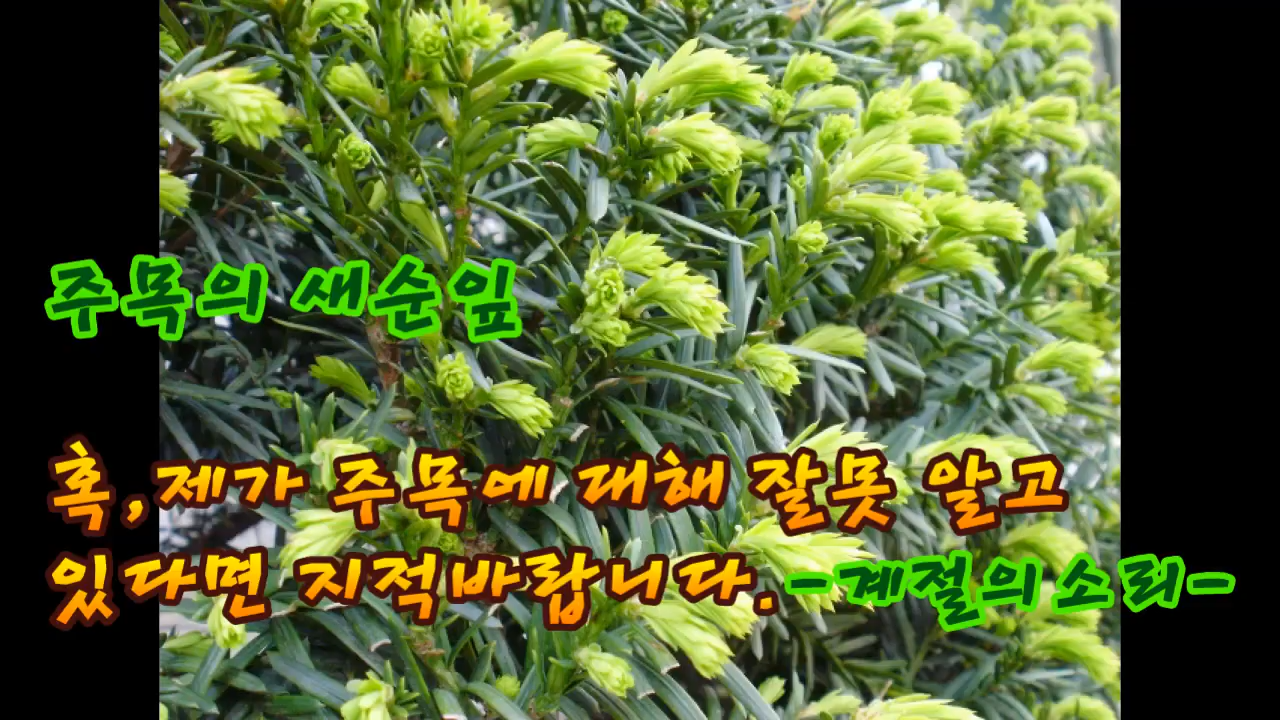 주목의 새순잎
혹,제가 주목에 대해 잘못 알고
있다면 지적바랍니다.-계절의소리-